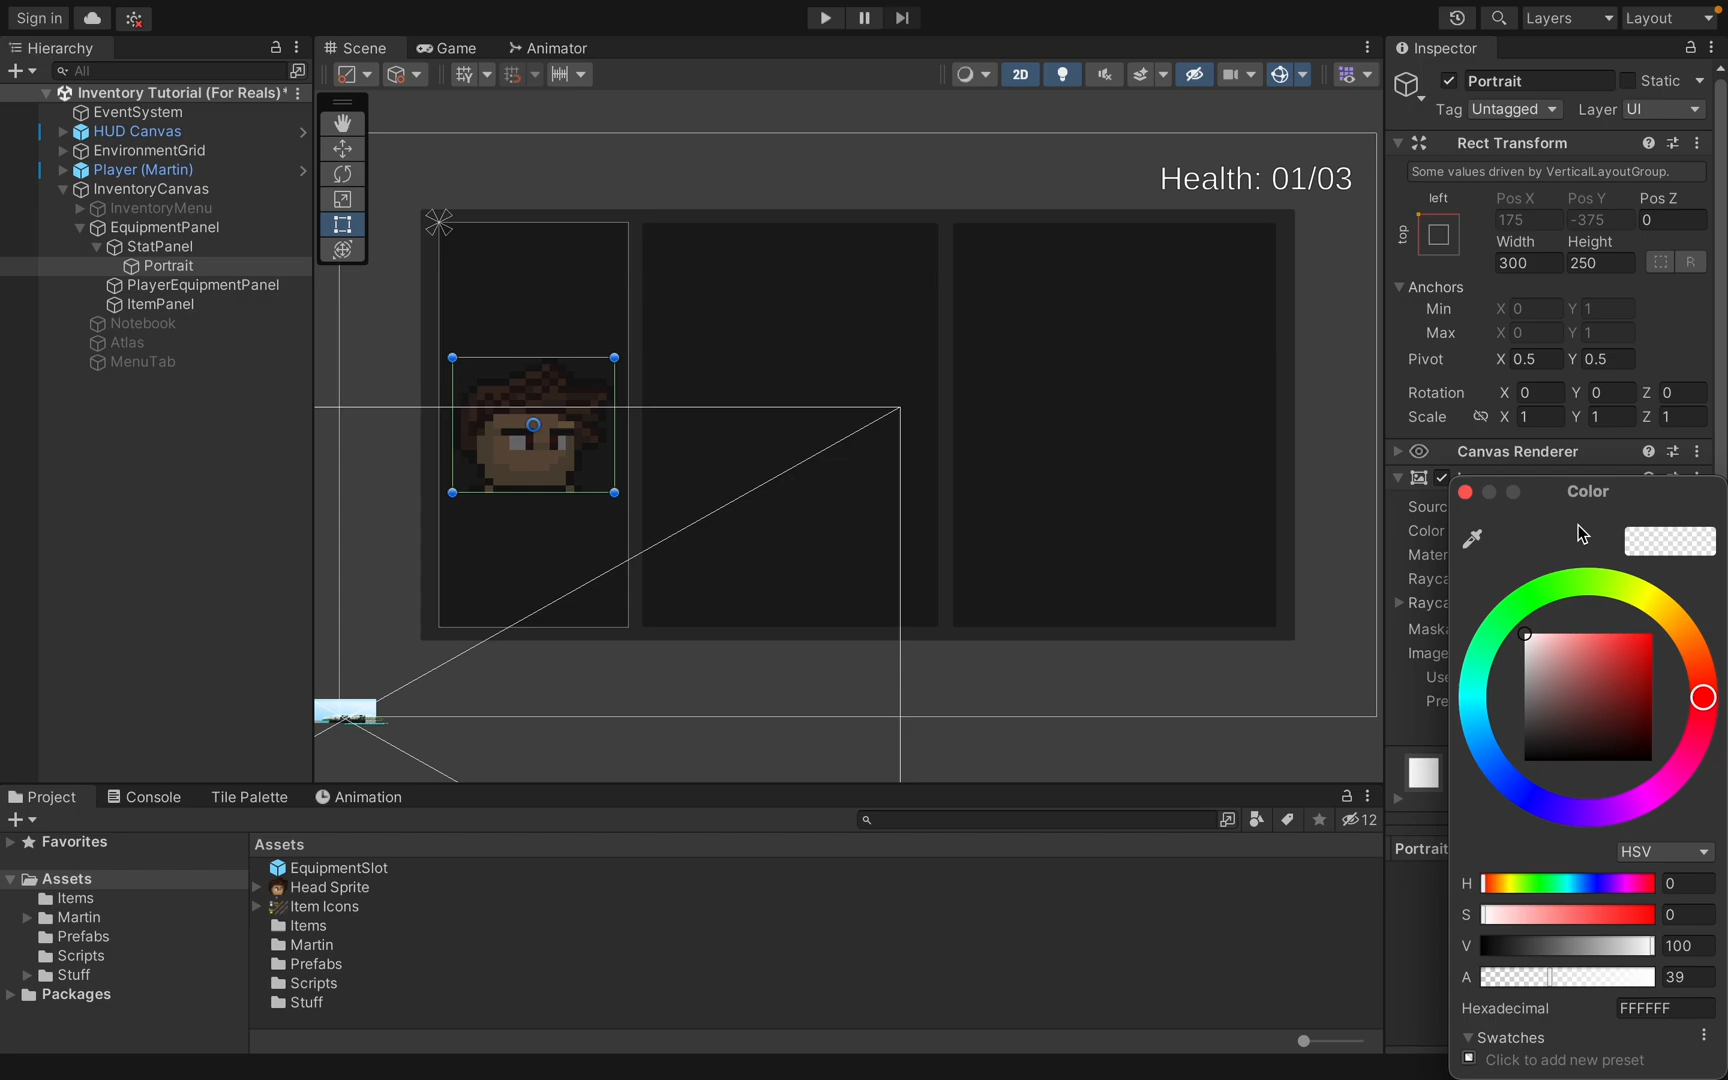 Sign in
Layers
Layout
Hierarchy
All
Inventory Tutorial (For Reals)*
EventSystem
HUD Canvas
EnvironmentGrid
Player (Martin)
InventoryCanvas
InventoryMenu
EquipmentPanel
StatPanel
Portrait
PlayerEquipmentPanel
ItemPanel
Notebook
Atlas
MenuTab
Scene
Game
Animator
2D
Health: 01/03
Inspector
Portrait
Static
Tag Untagged
Layer UI
Rect Transform
Some values driven by VerticalLayoutGroup.
left
Pos X Pos Y Pos Z
top
175 -375 0
Width Height
300 250
R
Anchors
Min X 0 Y 1
Max X 0 Y 1
Pivot X 0.5 Y 0.5
Rotation X 0 Y 0 Z 0
Scale X 1 Y 1 Z 1
Canvas Renderer
Sourc
Color
Mater
Rayca
Rayca
Maska
Image
Use
Pre
Portrait
Color
HSV
H 0
S 0
V 100
A 39
Hexadecimal FFFFFF
Swatches
Click to add new preset
Project
Console
Tile Palette
Animation
12
Favorites
Assets
Items
Martin
Prefabs
Scripts
Stuff
Packages
Assets
EquipmentSlot
Head Sprite
Item Icons
Items
Martin
Prefabs
Scripts
Stuff